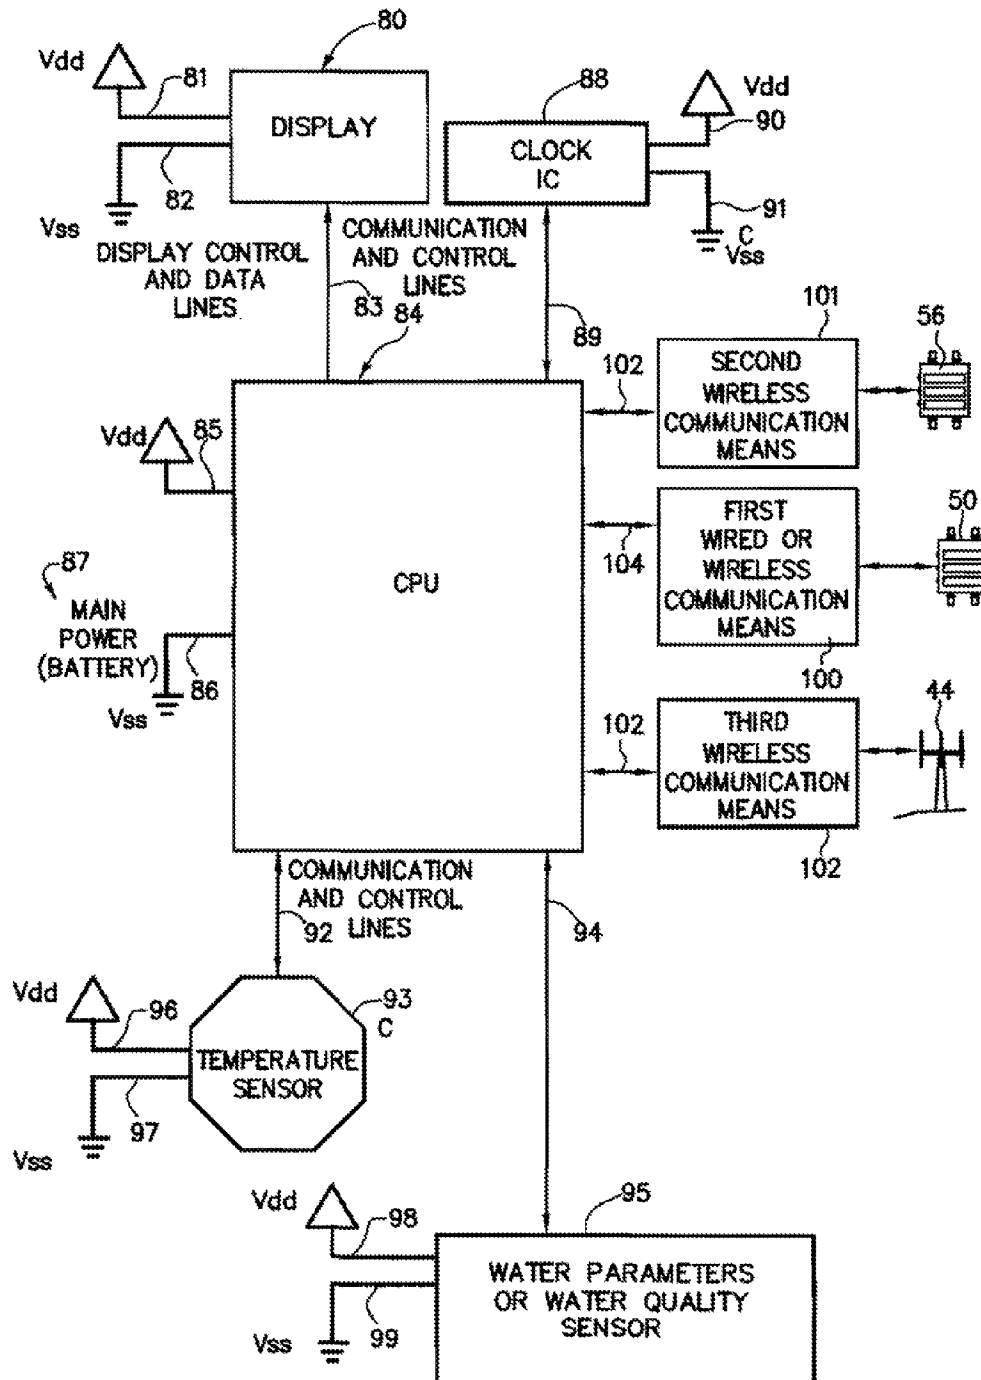 80
Vdd
81
DISPLAY
82
Vss
88
CLOCK
IC
Vdd
90
91
C
Vss
DISPLAY CONTROL
AND DATA
LINES
83
COMMUNICATION
AND CONTROL
LINES
84
89
101
56
102
SECOND
WIRELESS
COMMUNICATION
MEANS
Vdd
85
CPU
104
FIRST
WIRED OR
WIRELESS
COMMUNICATION
MEANS
100
50
87
MAIN
POWER
(BATTERY)
86
Vss
102
THIRD
WIRELESS
COMMUNICATION
MEANS
102
44
COMMUNICATION
AND CONTROL
LINES
92
94
Vdd
96
93
C
TEMPERATURE
SENSOR
97
Vss
Vdd
98
95
WATER PARAMETERS
OR WATER QUALITY
SENSOR
99
Vss